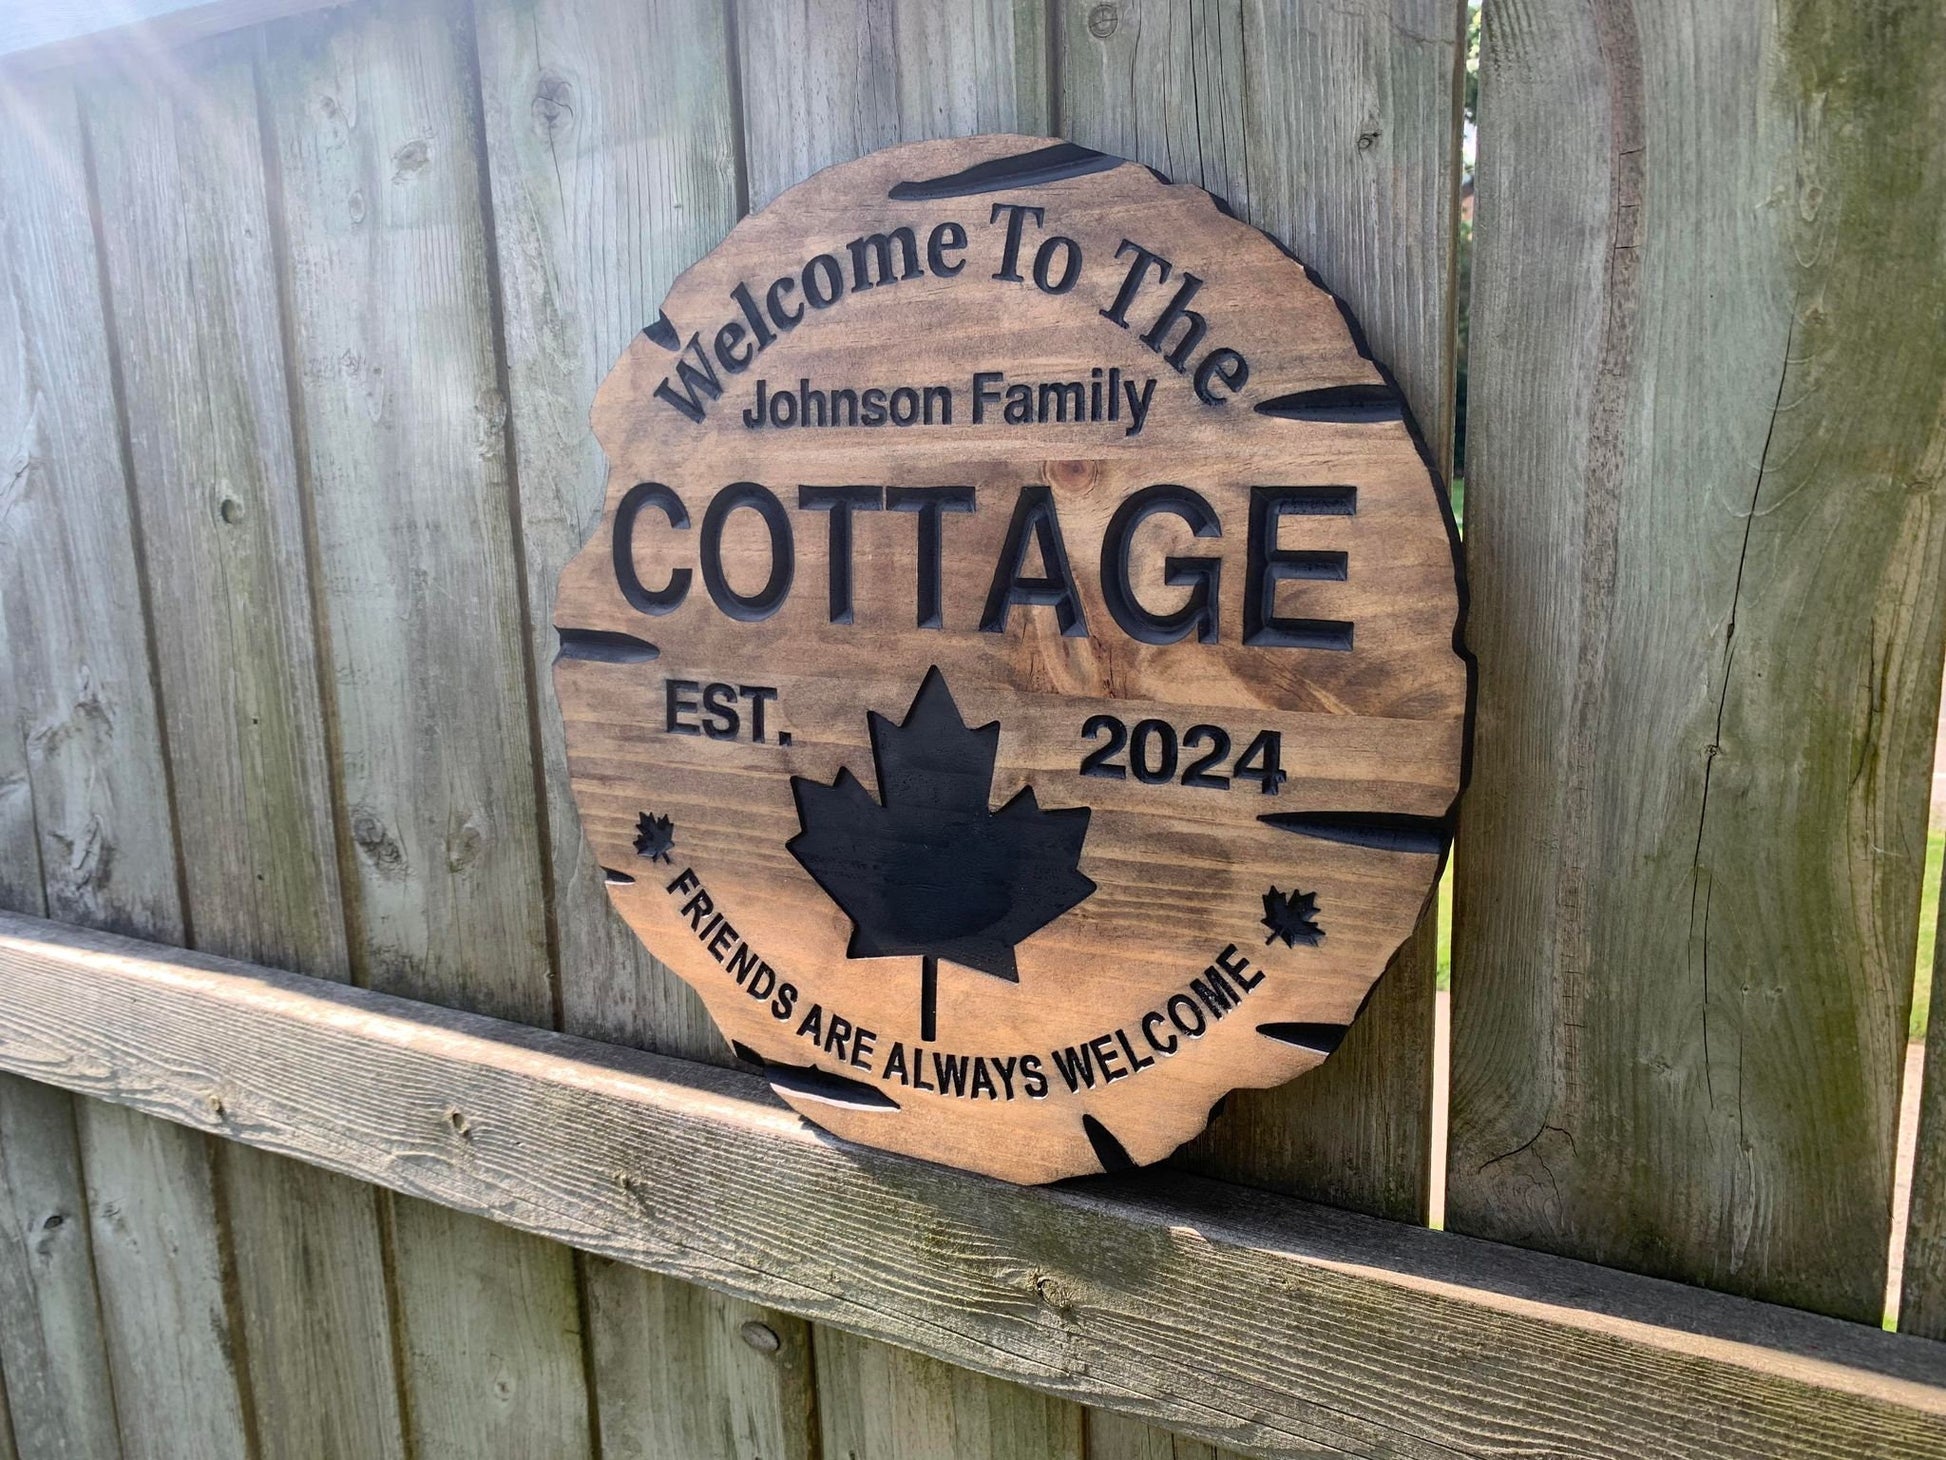 Welcome To The
Johnson Family
COTTAGE
EST. 2024
FRIENDS ARE ALWAYS WELCOME